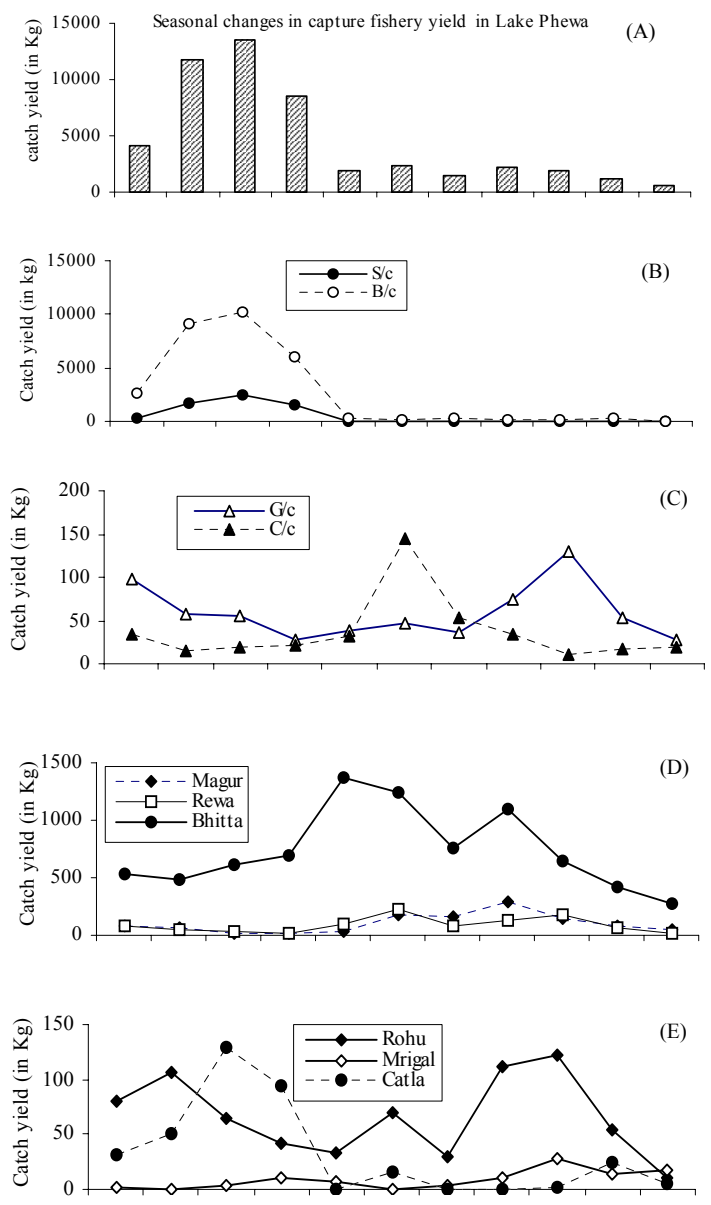 Seasonal changes in capture fishery yield in Lake Phewa
(A)
catch yield (in Kg)
15000
10000
5000
0
(B)
Catch yield (in kg)
15000
10000
5000
0
S/c
B/c
(C)
Catch yield (in Kg)
200
150
100
50
0
G/c
C/c
(D)
Catch yield (in Kg)
1500
1000
500
0
Magur
Rewa
Bhitta
(E)
Catch yield (in Kg)
150
100
50
0
Rohu
Mrigal
Catla